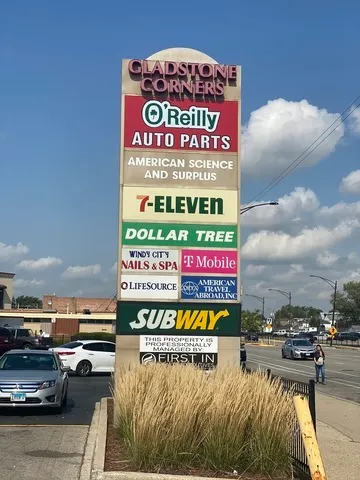 GLADSTONE
CORNERS
O'Reilly
AUTO PARTS
AMERICAN SCIENCE
AND SURPLUS
7-ELEVEN
DOLLAR TREE
WINDY CITY
NAILS & SPA
T Mobile
LIFESOURCE
AMERICAN
TRAVEL
ABROAD, INC
SUBWAY
THIS PROPERTY IS
PROFESSIONALLY
MANAGED BY:
FIRST IN